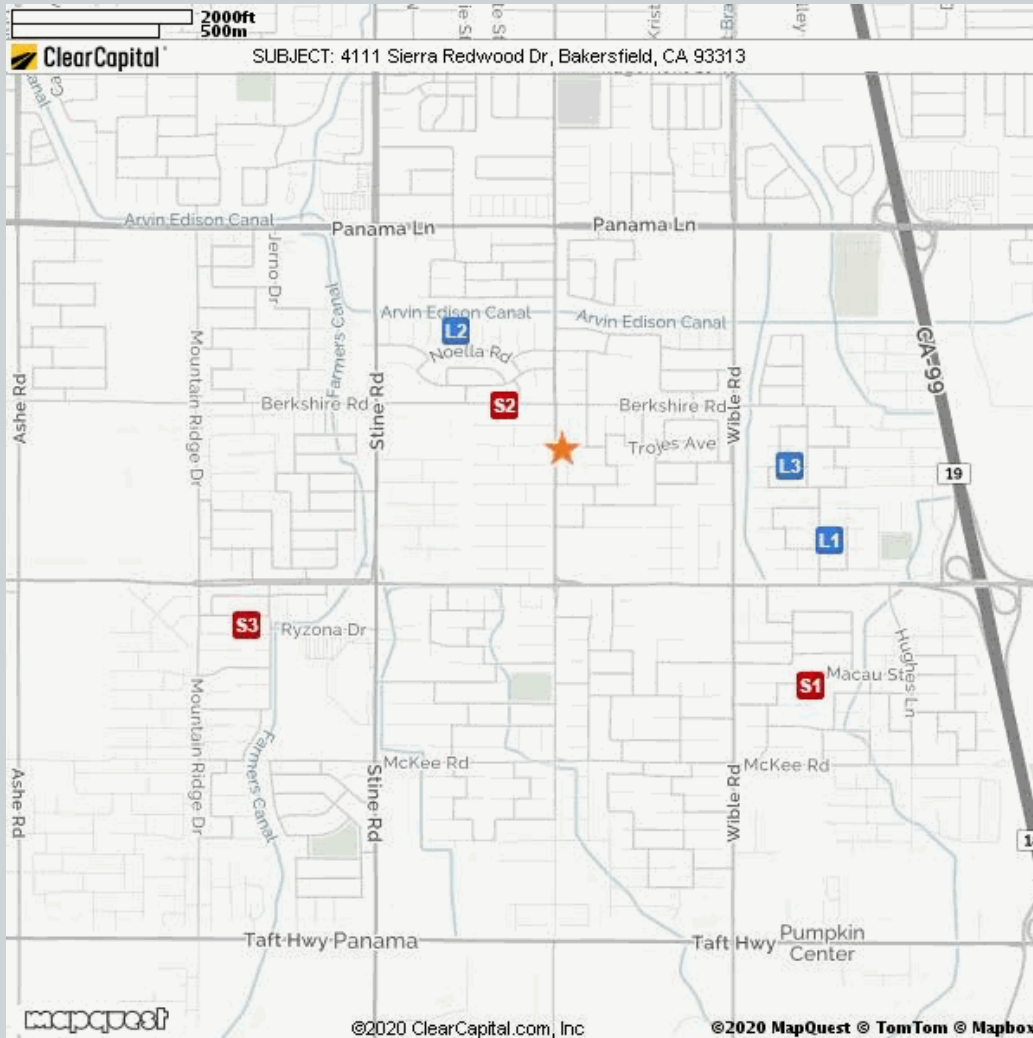 2000ft
500m
ClearCapital
SUBJECT: 4111 Sierra Redwood Dr, Bakersfield, CA 93313
Arvin Edison Canal
Panama Ln
Panama Ln
Jerno Dr
Farmers Canal
Arvin Edison Canal
Arvin Edison Canal
L2
Noella Rd
Mountain Ridge Dr
CA-99
Ashe Rd
Stine Rd
Wible Rd
Berkshire Rd
S2
Berkshire Rd
Trojes Ave
L3
19
L1
S3
Ryzona Dr
Hughes Ln
Macau St
S1
Mountain Ridge Dr
Farmers Canal
McKee Rd
McKee Rd
Ashe Rd
Stine Rd
Wible Rd
Taft Hwy Panama
Taft Hwy
Pumpkin
Center
mapquest
©2020 ClearCapital.com, Inc
©2020 MapQuest © TomTom © Mapbox